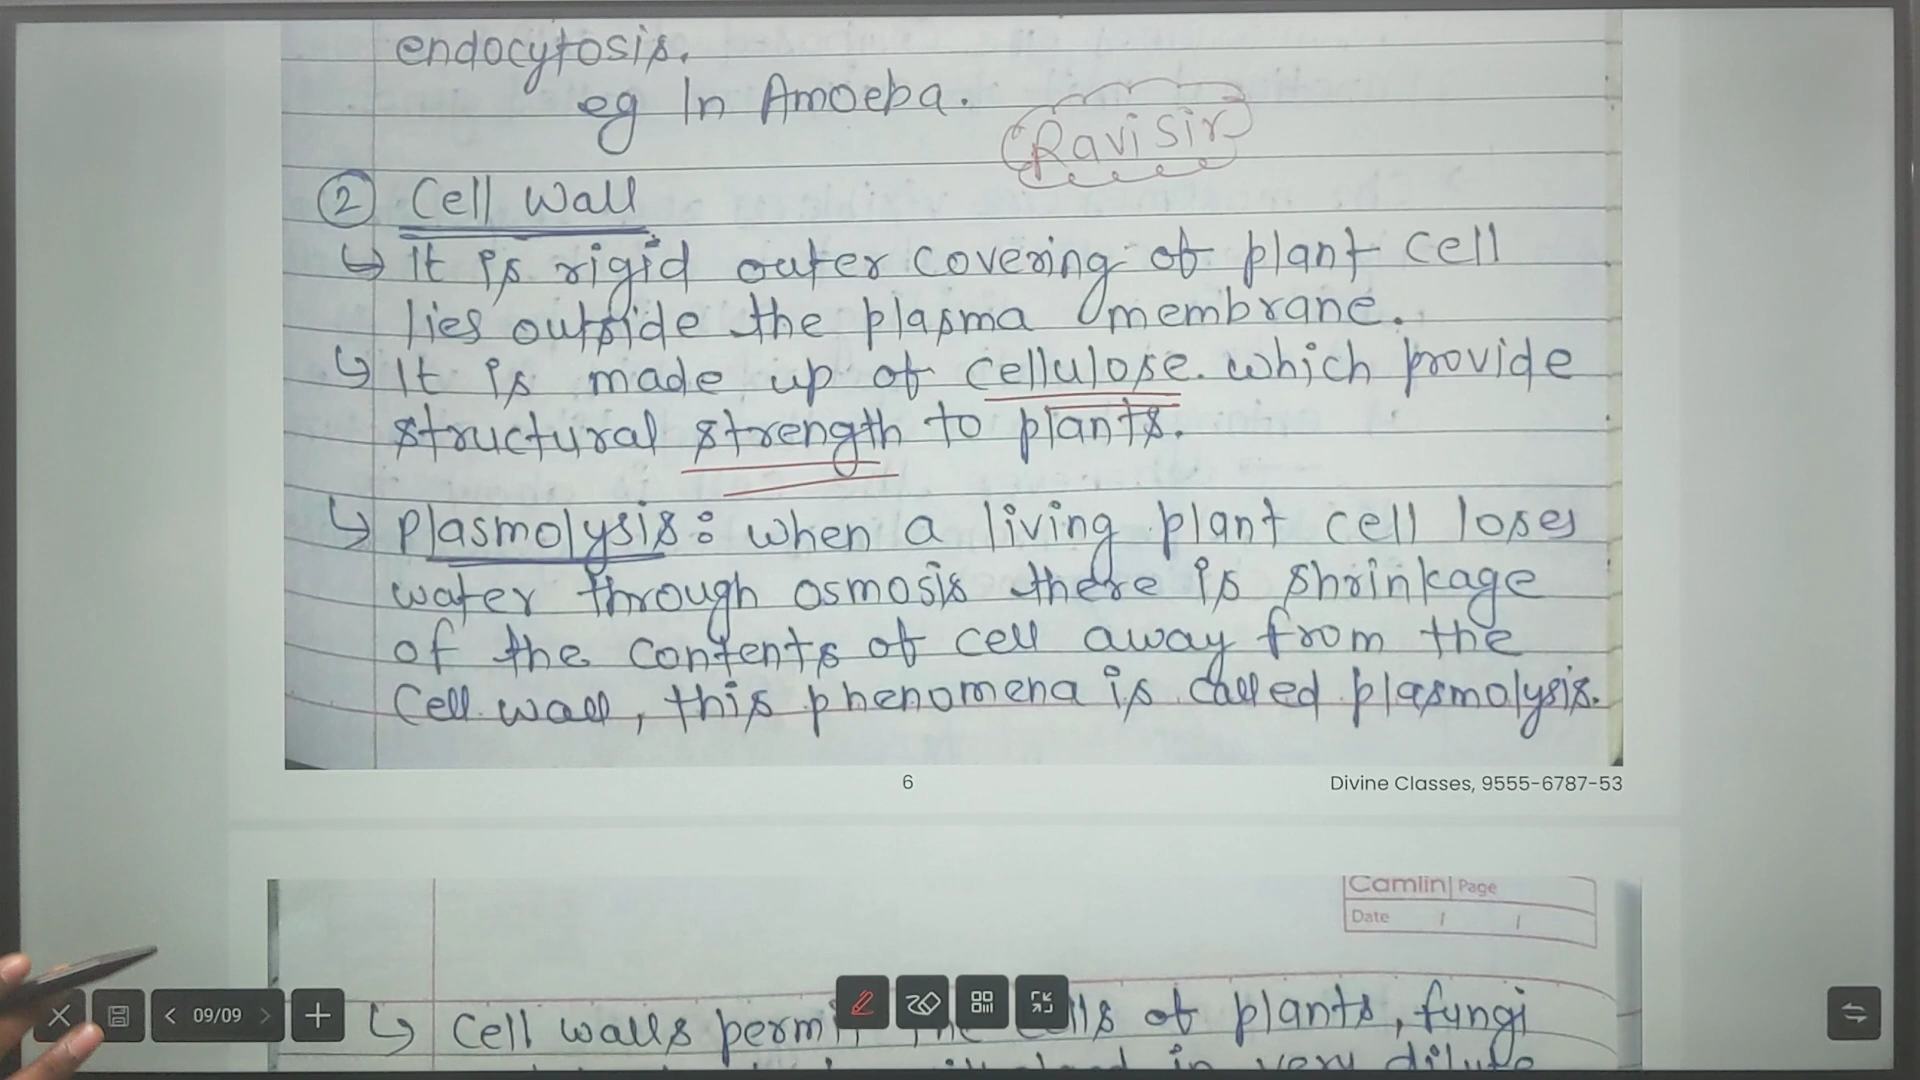 endocytosis.
eg In Amoeba.
Ravi Sir
2 Cell Wall
↳ It is rigid outer covering of plant cell
lies outside the plasma membrane.
↳ It is made up of cellulose. which provide
structural strength to plants.
↳ Plasmolysis: when a living plant cell loses
water through osmosis there is shrinkage
of the contents of cell away from the
Cell wall, this phenomena is called plasmolysis.
6
Divine Classes, 9555-6787-53
Camlin Page
Date / /
09/09
↳ Cell walls of plants, fungi
in very dilute